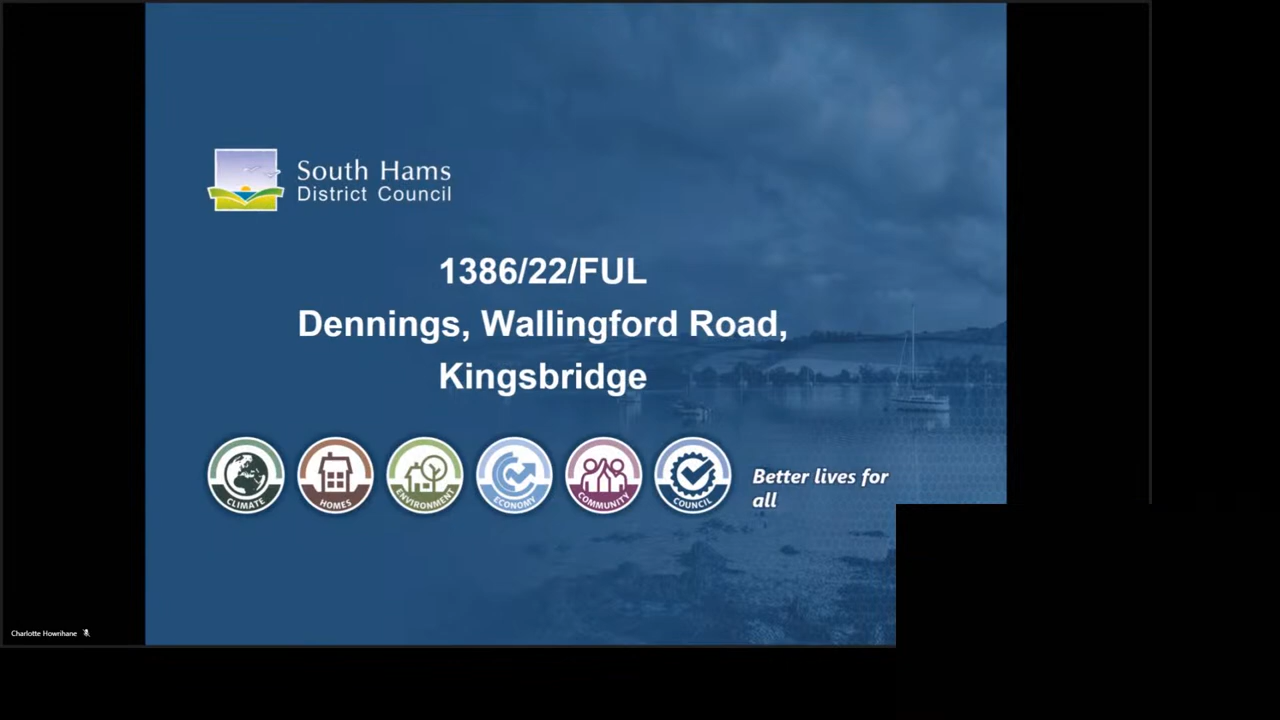 South Hams
District Council
1386/22/FUL
Dennings, Wallingford Road,
Kingsbridge
CLIMATE
HOMES
ENVIRONMENT
ECONOMY
COMMUNITY
COUNCIL
Better lives for
all
Charlotte Howrihane